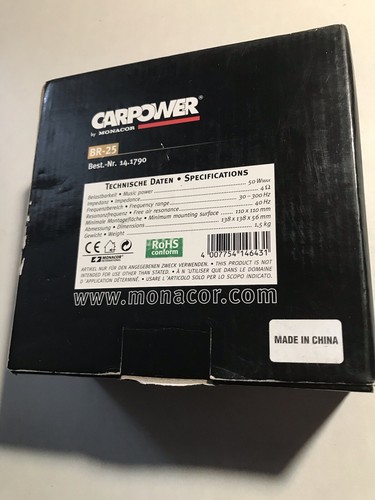 CARPOWER®
by MONACOR
BR-25
Best.-Nr. 14.1790
TECHNISCHE DATEN • SPECIFICATIONS
Belastbarkeit • Music power 50 WMAX
Impedanz • Impedance 4 Ω
Frequenzbereich • Frequency range 30 – 300 Hz
Resonanzfrequenz • Free air resonance 40 Hz
Minimale Montagefläche • Minimum mounting surface 110 x 110 mm
Abmessung • Dimensions 138 x 138 x 56 mm
Gewicht • Weight 1,5 kg
CE
MONACOR
INTERNATIONAL
RoHS
conform
4 007754 146431
ARTIKEL NUR FÜR DEN ANGEGEBENEN ZWECK VERWENDEN. • THIS ITEM IS NOT
INTENDED FOR USE OTHER THAN STATED. • À N'UTILISER QUE DANS LE DOMAINE
D'APPLICATION DÉTERMINÉ. • USARE L'ARTICOLO SOLO PER LO SCOPO INDICATO.
www.monacor.com
MADE IN CHINA